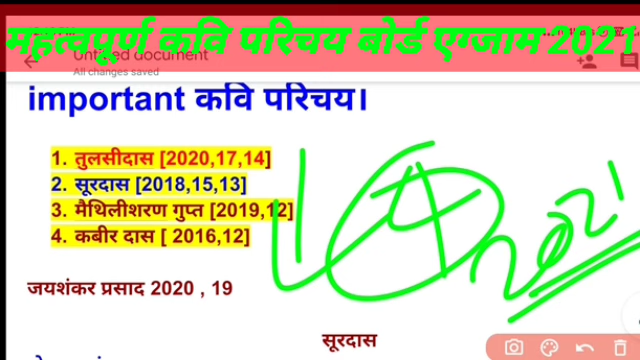 महत्वपूर्ण कवि परिचय बोर्ड एग्जाम 2021
Untitled document
All changes saved
important कवि परिचय।
1. तुलसीदास [2020,17,14]
2. सूरदास [2018,15,13]
3. मैथिलीशरण गुप्त [2019,12]
4. कबीर दास [ 2016,12]
2021
जयशंकर प्रसाद 2020 , 19
सूरदास